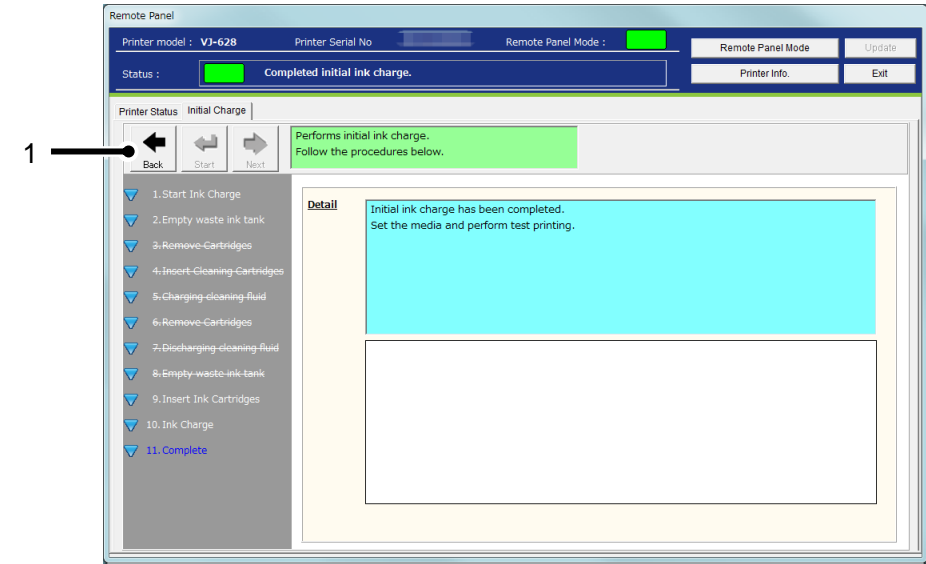 Remote Panel
Printer model : VJ-628 Printer Serial No Remote Panel Mode :
Remote Panel Mode Update
Status : Completed initial ink charge.
Printer Info. Exit
Printer Status Initial Charge
1
Back Start Next
Performs initial ink charge.
Follow the procedures below.
1.Start Ink Charge
2.Empty waste ink tank
3.Remove Cartridges
4.Insert Cleaning Cartridges
5.Charging cleaning fluid
6.Remove Cartridges
7.Discharging cleaning fluid
8.Empty waste ink tank
9.Insert Ink Cartridges
10.Ink Charge
11.Complete
Detail
Initial ink charge has been completed.
Set the media and perform test printing.